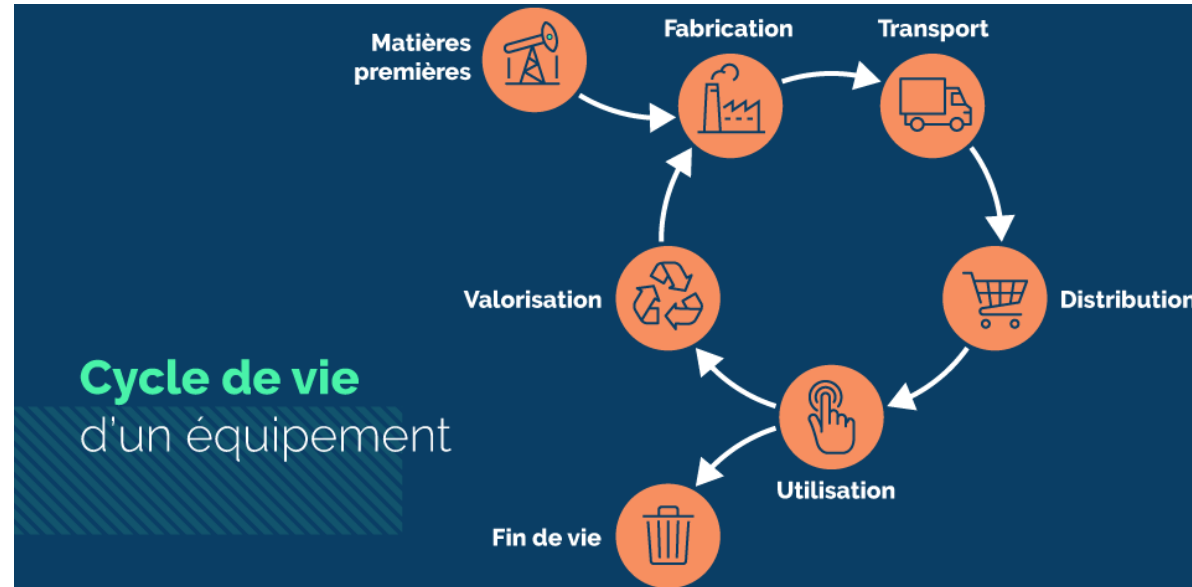 Matières
premières
Fabrication
Transport
Valorisation
Distribution
Cycle de vie
d'un équipement
Utilisation
Fin de vie